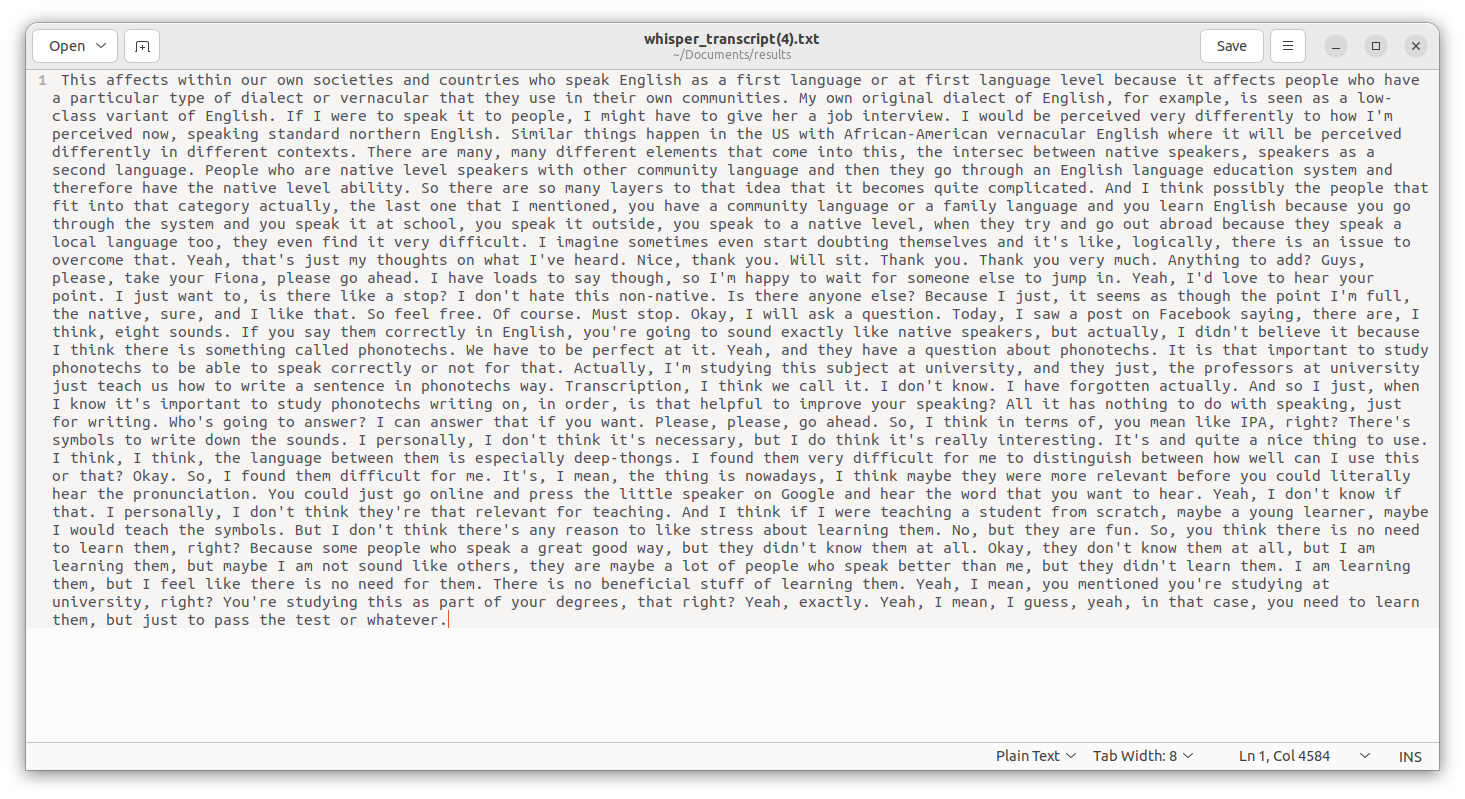 Open
whisper_transcript(4).txt
~/Documents/results
Save
1 This affects within our own societies and countries who speak English as a first language or at first language level because it affects people who have
a particular type of dialect or vernacular that they use in their own communities. My own original dialect of English, for example, is seen as a low-
class variant of English. If I were to speak it to people, I might have to give her a job interview. I would be perceived very differently to how I'm
perceived now, speaking standard northern English. Similar things happen in the US with African-American vernacular English where it will be perceived
differently in different contexts. There are many, many different elements that come into this, the intersec between native speakers, speakers as a
second language. People who are native level speakers with other community language and then they go through an English language education system and
therefore have the native level ability. So there are so many layers to that idea that it becomes quite complicated. And I think possibly the people that
fit into that category actually, the last one that I mentioned, you have a community language or a family language and you learn English because you go
through the system and you speak it at school, you speak it outside, you speak to a native level, when they try and go out abroad because they speak a
local language too, they even find it very difficult. I imagine sometimes even start doubting themselves and it's like, logically, there is an issue to
overcome that. Yeah, that's just my thoughts on what I've heard. Nice, thank you. Will sit. Thank you. Thank you very much. Anything to add? Guys,
please, take your Fiona, please go ahead. I have loads to say though, so I'm happy to wait for someone else to jump in. Yeah, I'd love to hear your
point. I just want to, is there like a stop? I don't hate this non-native. Is there anyone else? Because I just, it seems as though the point I'm full,
the native, sure, and I like that. So feel free. Of course. Must stop. Okay, I will ask a question. Today, I saw a post on Facebook saying, there are, I
think, eight sounds. If you say them correctly in English, you're going to sound exactly like native speakers, but actually, I didn't believe it because
I think there is something called phonotechs. We have to be perfect at it. Yeah, and they have a question about phonotechs. It is that important to study
phonotechs to be able to speak correctly or not for that. Actually, I'm studying this subject at university, and they just, the professors at university
just teach us how to write a sentence in phonotechs way. Transcription, I think we call it. I don't know. I have forgotten actually. And so I just, when
I know it's important to study phonotechs writing on, in order, is that helpful to improve your speaking? All it has nothing to do with speaking, just
for writing. Who's going to answer? I can answer that if you want. Please, please, go ahead. So, I think in terms of, you mean like IPA, right? There's
symbols to write down the sounds. I personally, I don't think it's necessary, but I do think it's really interesting. It's and quite a nice thing to use.
I think, I think, the language between them is especially deep-thongs. I found them very difficult for me to distinguish between how well can I use this
or that? Okay. So, I found them difficult for me. It's, I mean, the thing is nowadays, I think maybe they were more relevant before you could literally
hear the pronunciation. You could just go online and press the little speaker on Google and hear the word that you want to hear. Yeah, I don't know if
that. I personally, I don't think they're that relevant for teaching. And I think if I were teaching a student from scratch, maybe a young learner, maybe
I would teach the symbols. But I don't think there's any reason to like stress about learning them. No, but they are fun. So, you think there is no need
to learn them, right? Because some people who speak a great good way, but they didn't know them at all. Okay, they don't know them at all, but I am
learning them, but maybe I am not sound like others, they are maybe a lot of people who speak better than me, but they didn't learn them. I am learning
them, but I feel like there is no need for them. There is no beneficial stuff of learning them. Yeah, I mean, you mentioned you're studying at
university, right? You're studying this as part of your degrees, that right? Yeah, exactly. Yeah, I mean, I guess, yeah, in that case, you need to learn
them, but just to pass the test or whatever.
Plain Text Tab Width: 8 Ln 1, Col 4584 INS